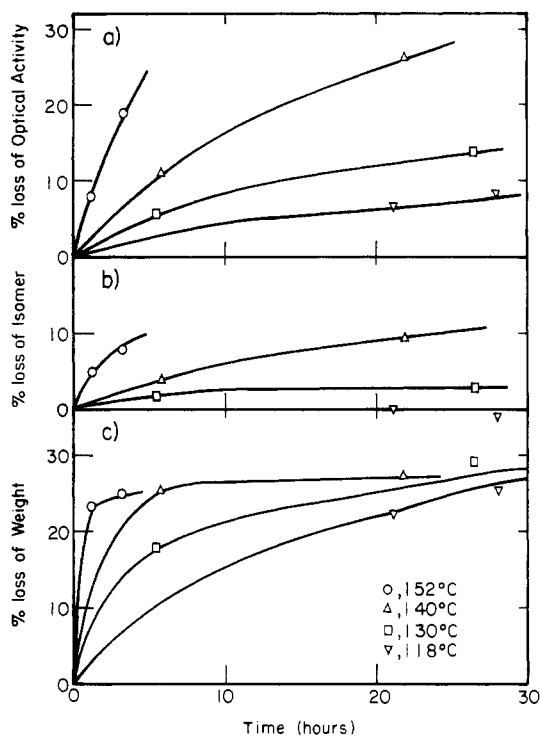 a)
% loss of Optical Activity
30
20
10
0
b)
% loss of Isomer
10
0
c)
% loss of Weight
30
20
10
0
○,152°C
△,140°C
□,130°C
▽,118°C
0
10
20
30
Time (hours)